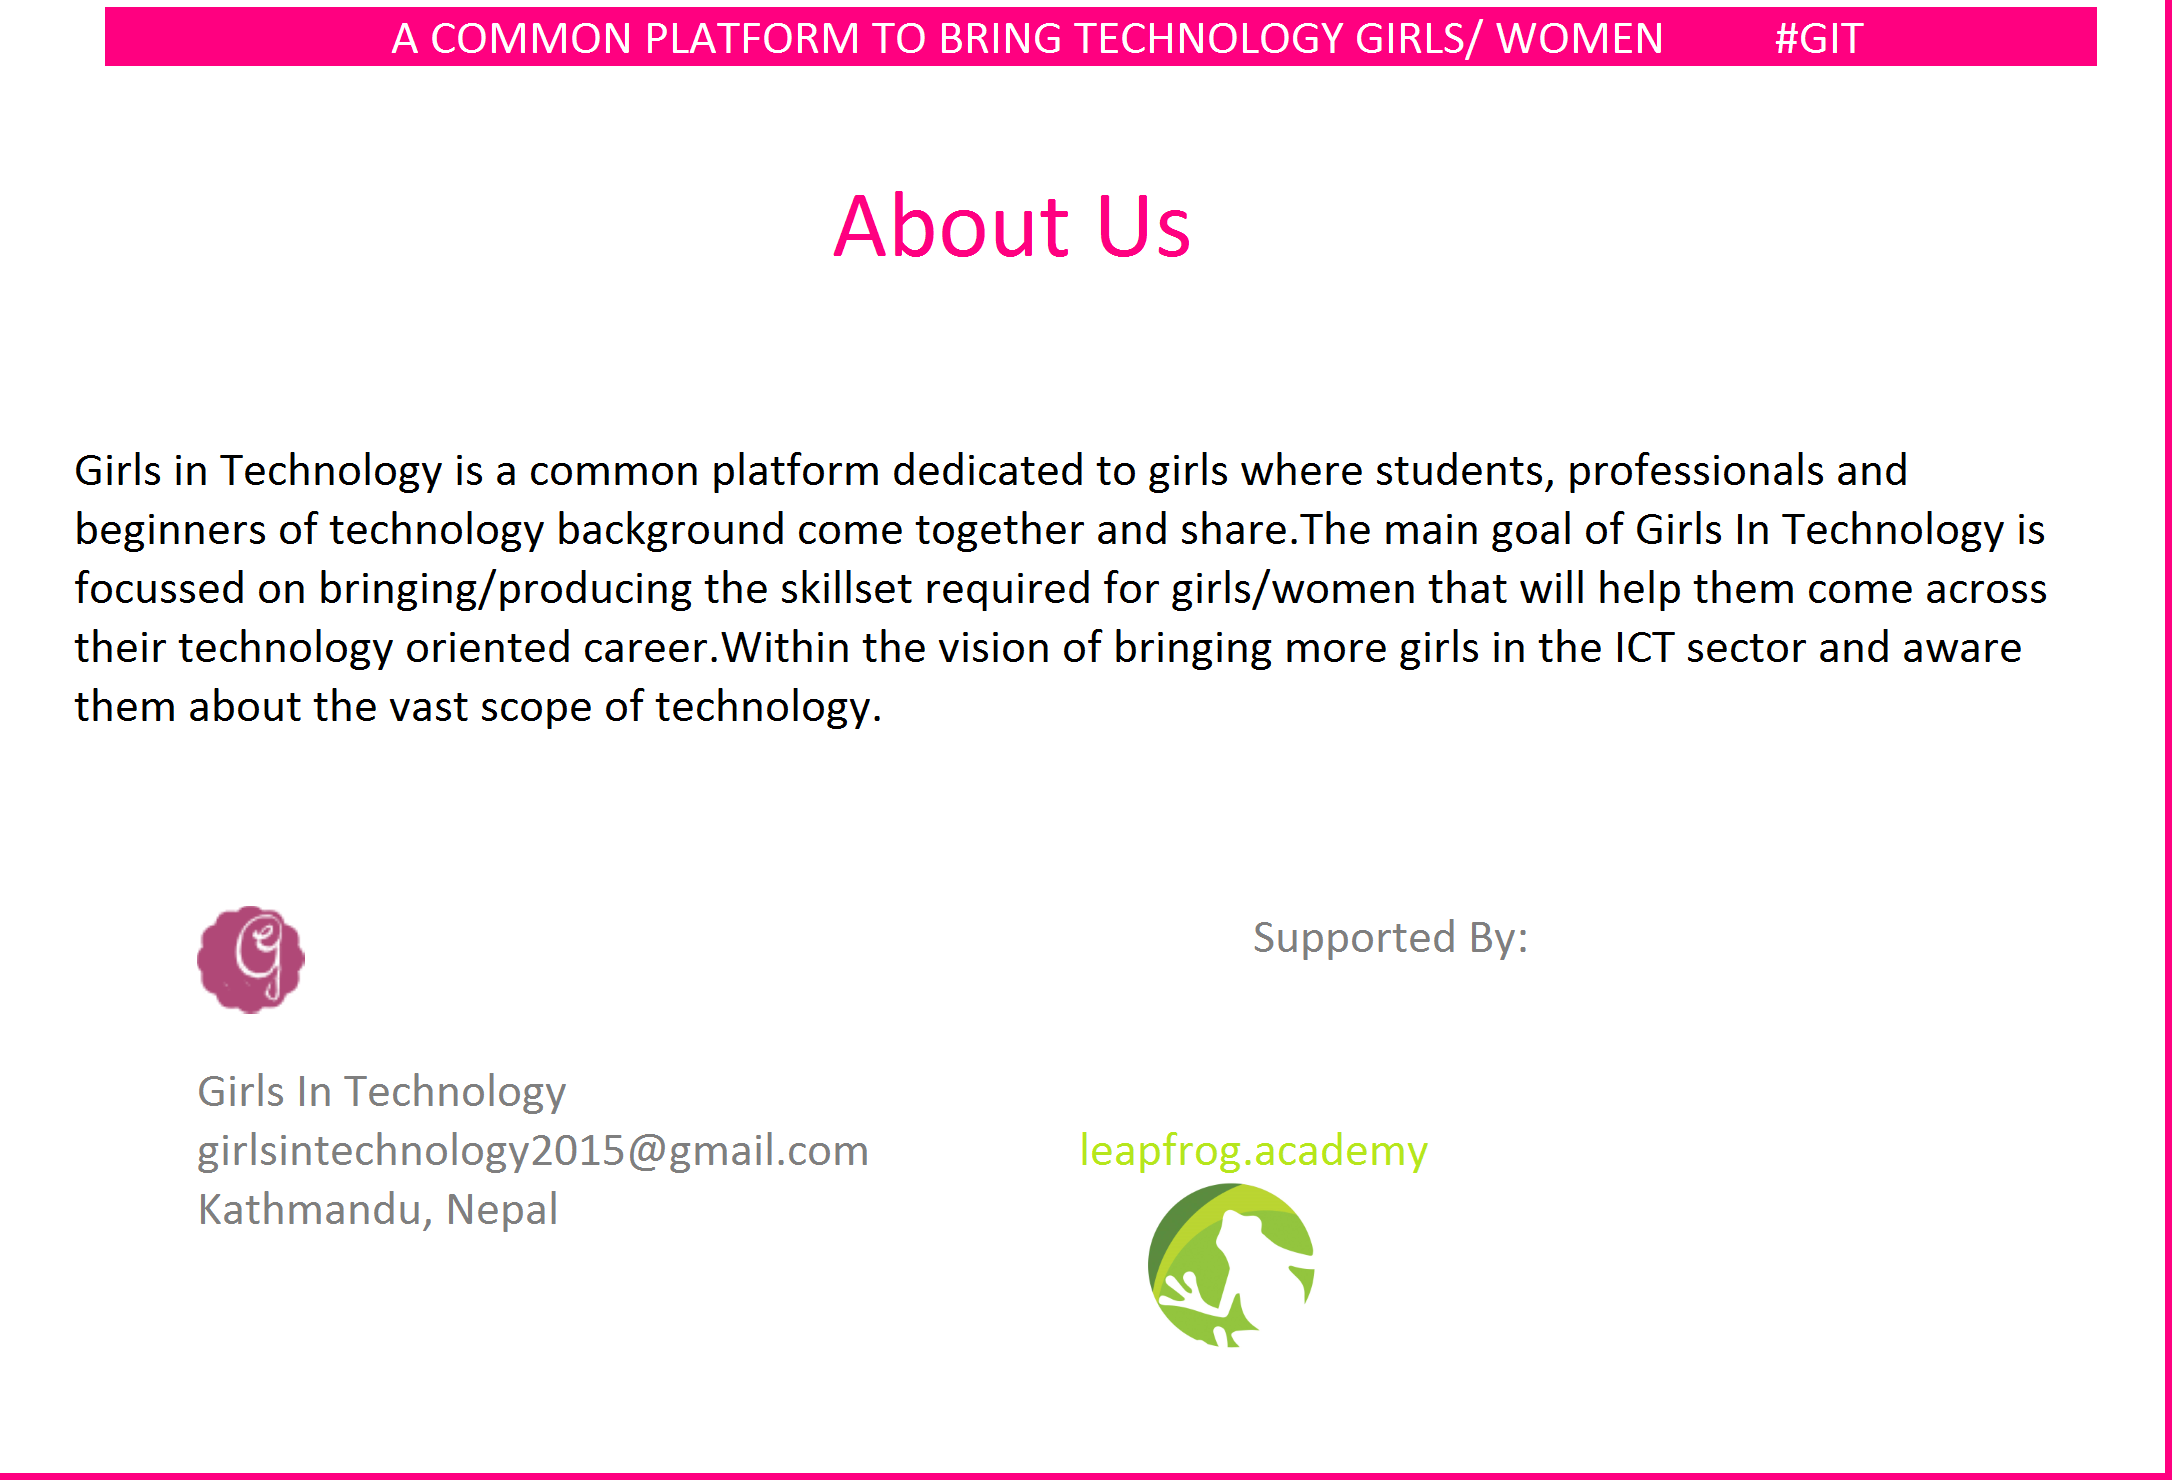 A COMMON PLATFORM TO BRING TECHNOLOGY GIRLS/ WOMEN #GIT
About Us
Girls in Technology is a common platform dedicated to girls where students, professionals and
beginners of technology background come together and share.The main goal of Girls In Technology is
focussed on bringing/producing the skillset required for girls/women that will help them come across
their technology oriented career.Within the vision of bringing more girls in the ICT sector and aware
them about the vast scope of technology.
G
Supported By:
Girls In Technology
girlsintechnology2015@gmail.com
Kathmandu, Nepal
leapfrog.academy